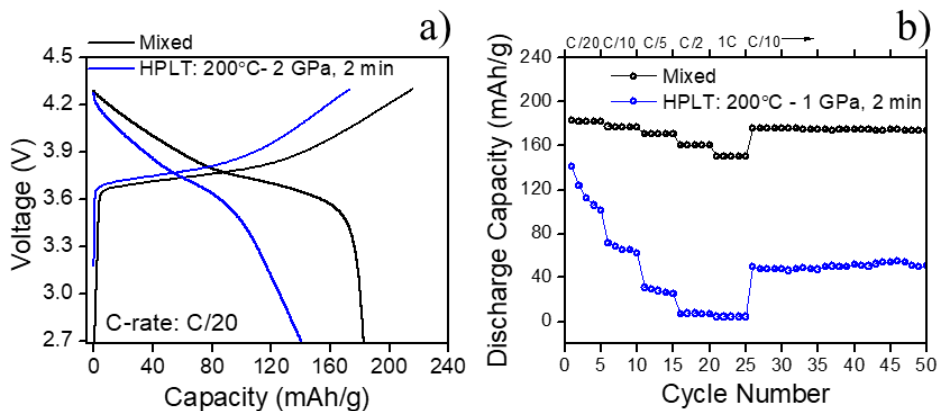 a)
Mixed
HPLT: 200°C- 2 GPa, 2 min
4.5
4.2
3.9
3.6
3.3
3.0
2.7
Voltage (V)
C-rate: C/20
0 40 80 120 160 200 240
Capacity (mAh/g)
b)
C/20 C/10 C/5 C/2 1C C/10
Mixed
HPLT: 200°C - 1 GPa, 2 min
240
200
160
120
80
40
0
Discharge Capacity (mAh/g)
0 5 10 15 20 25 30 35 40 45 50
Cycle Number